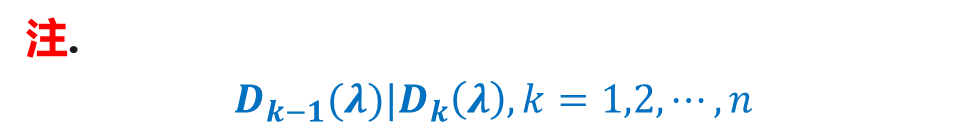 注.
D_{k−1}(λ)|D_k(λ), k = 1,2,⋯,n